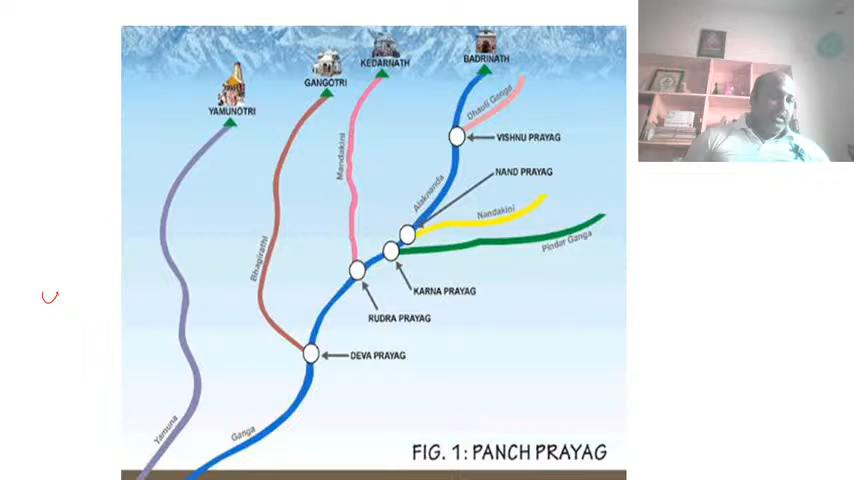 BADRINATH
KEDARNATH
GANGOTRI
YAMUNOTRI
Dhauli Ganga
VISHNU PRAYAG
Mandakini
NAND PRAYAG
Alaknanda
Nandakini
Pindar Ganga
Bhagirathi
KARNA PRAYAG
RUDRA PRAYAG
DEVA PRAYAG
Yamuna
Ganga
FIG. 1: PANCH PRAYAG